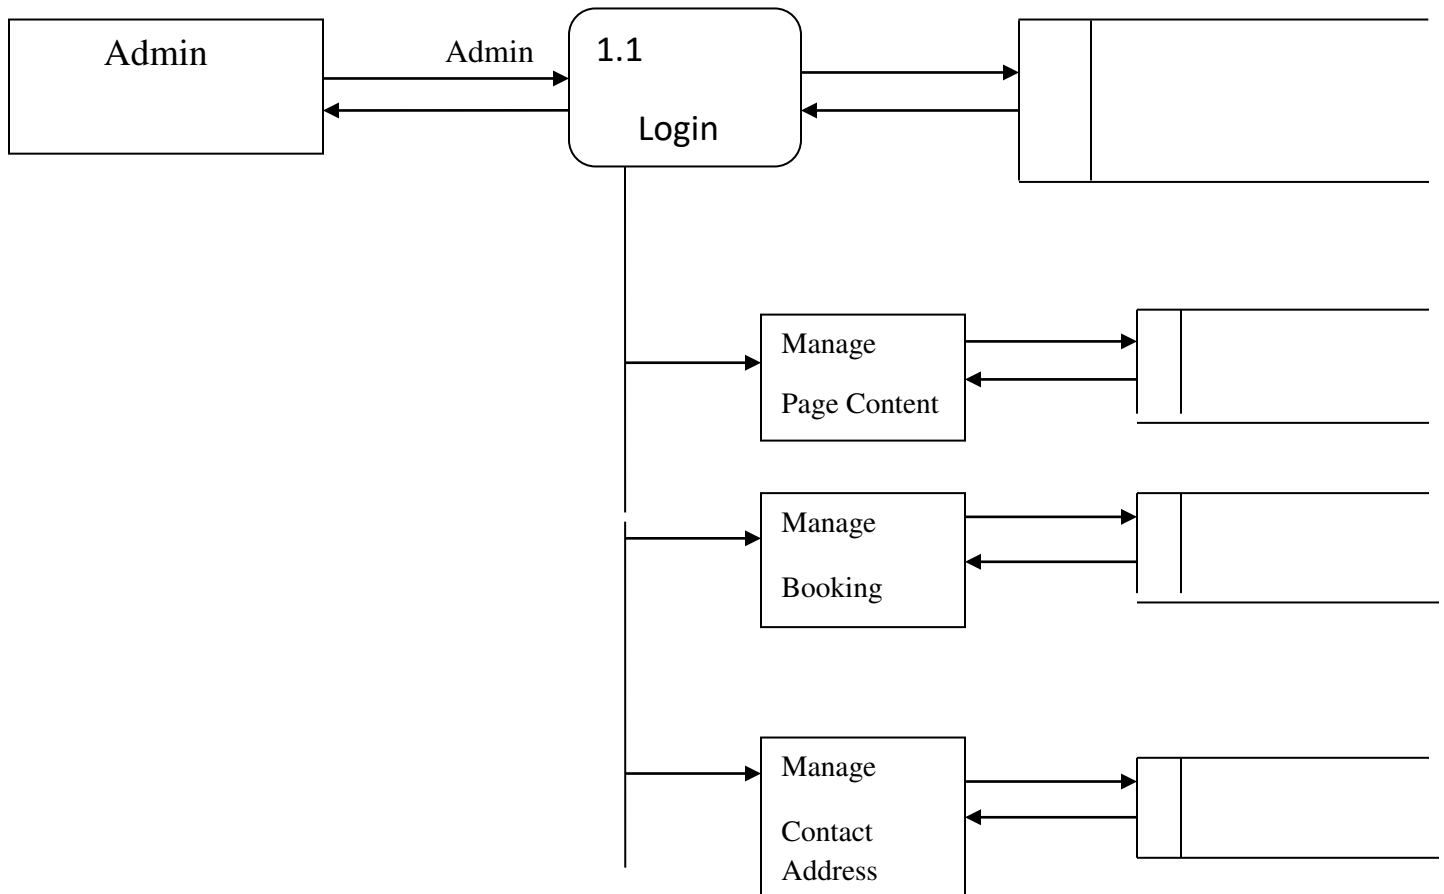 Admin
Admin
1.1
Login
Manage
Page Content
Manage
Booking
Manage
Contact
Address